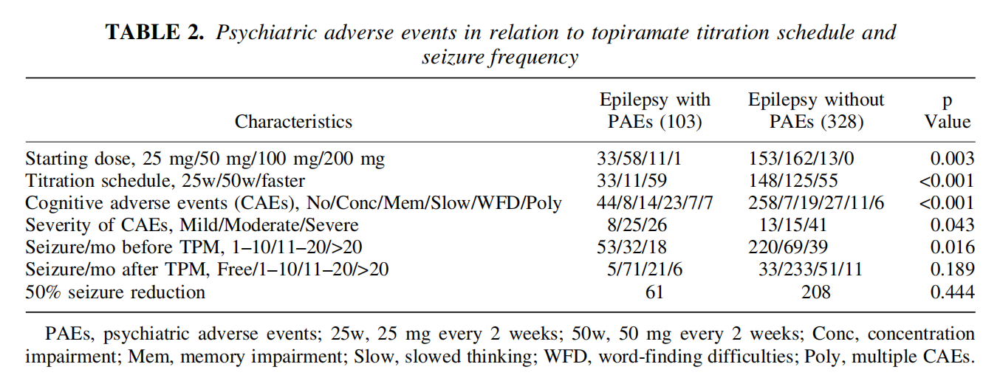 TABLE 2. Psychiatric adverse events in relation to topiramate titration schedule and
seizure frequency
Characteristics Epilepsy with PAEs (103) Epilepsy without PAEs (328) p Value
Starting dose, 25 mg/50 mg/100 mg/200 mg 33/58/11/1 153/162/13/0 0.003
Titration schedule, 25w/50w/faster 33/11/59 148/125/55 <0.001
Cognitive adverse events (CAEs), No/Conc/Mem/Slow/WFD/Poly 44/8/14/23/7/7 258/7/19/27/11/6 <0.001
Severity of CAEs, Mild/Moderate/Severe 8/25/26 13/15/41 0.043
Seizure/mo before TPM, 1–10/11–20/>20 53/32/18 220/69/39 0.016
Seizure/mo after TPM, Free/1–10/11–20/>20 5/71/21/6 33/233/51/11 0.189
50% seizure reduction 61 208 0.444
PAEs, psychiatric adverse events; 25w, 25 mg every 2 weeks; 50w, 50 mg every 2 weeks; Conc, concentration
impairment; Mem, memory impairment; Slow, slowed thinking; WFD, word-finding difficulties; Poly, multiple CAEs.